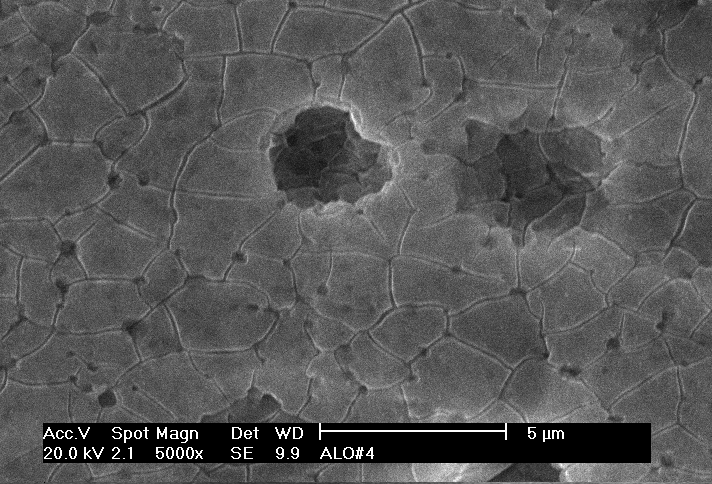 Acc.V Spot Magn Det WD 5 µm
20.0 kV 2.1 5000x SE 9.9 ALO#4